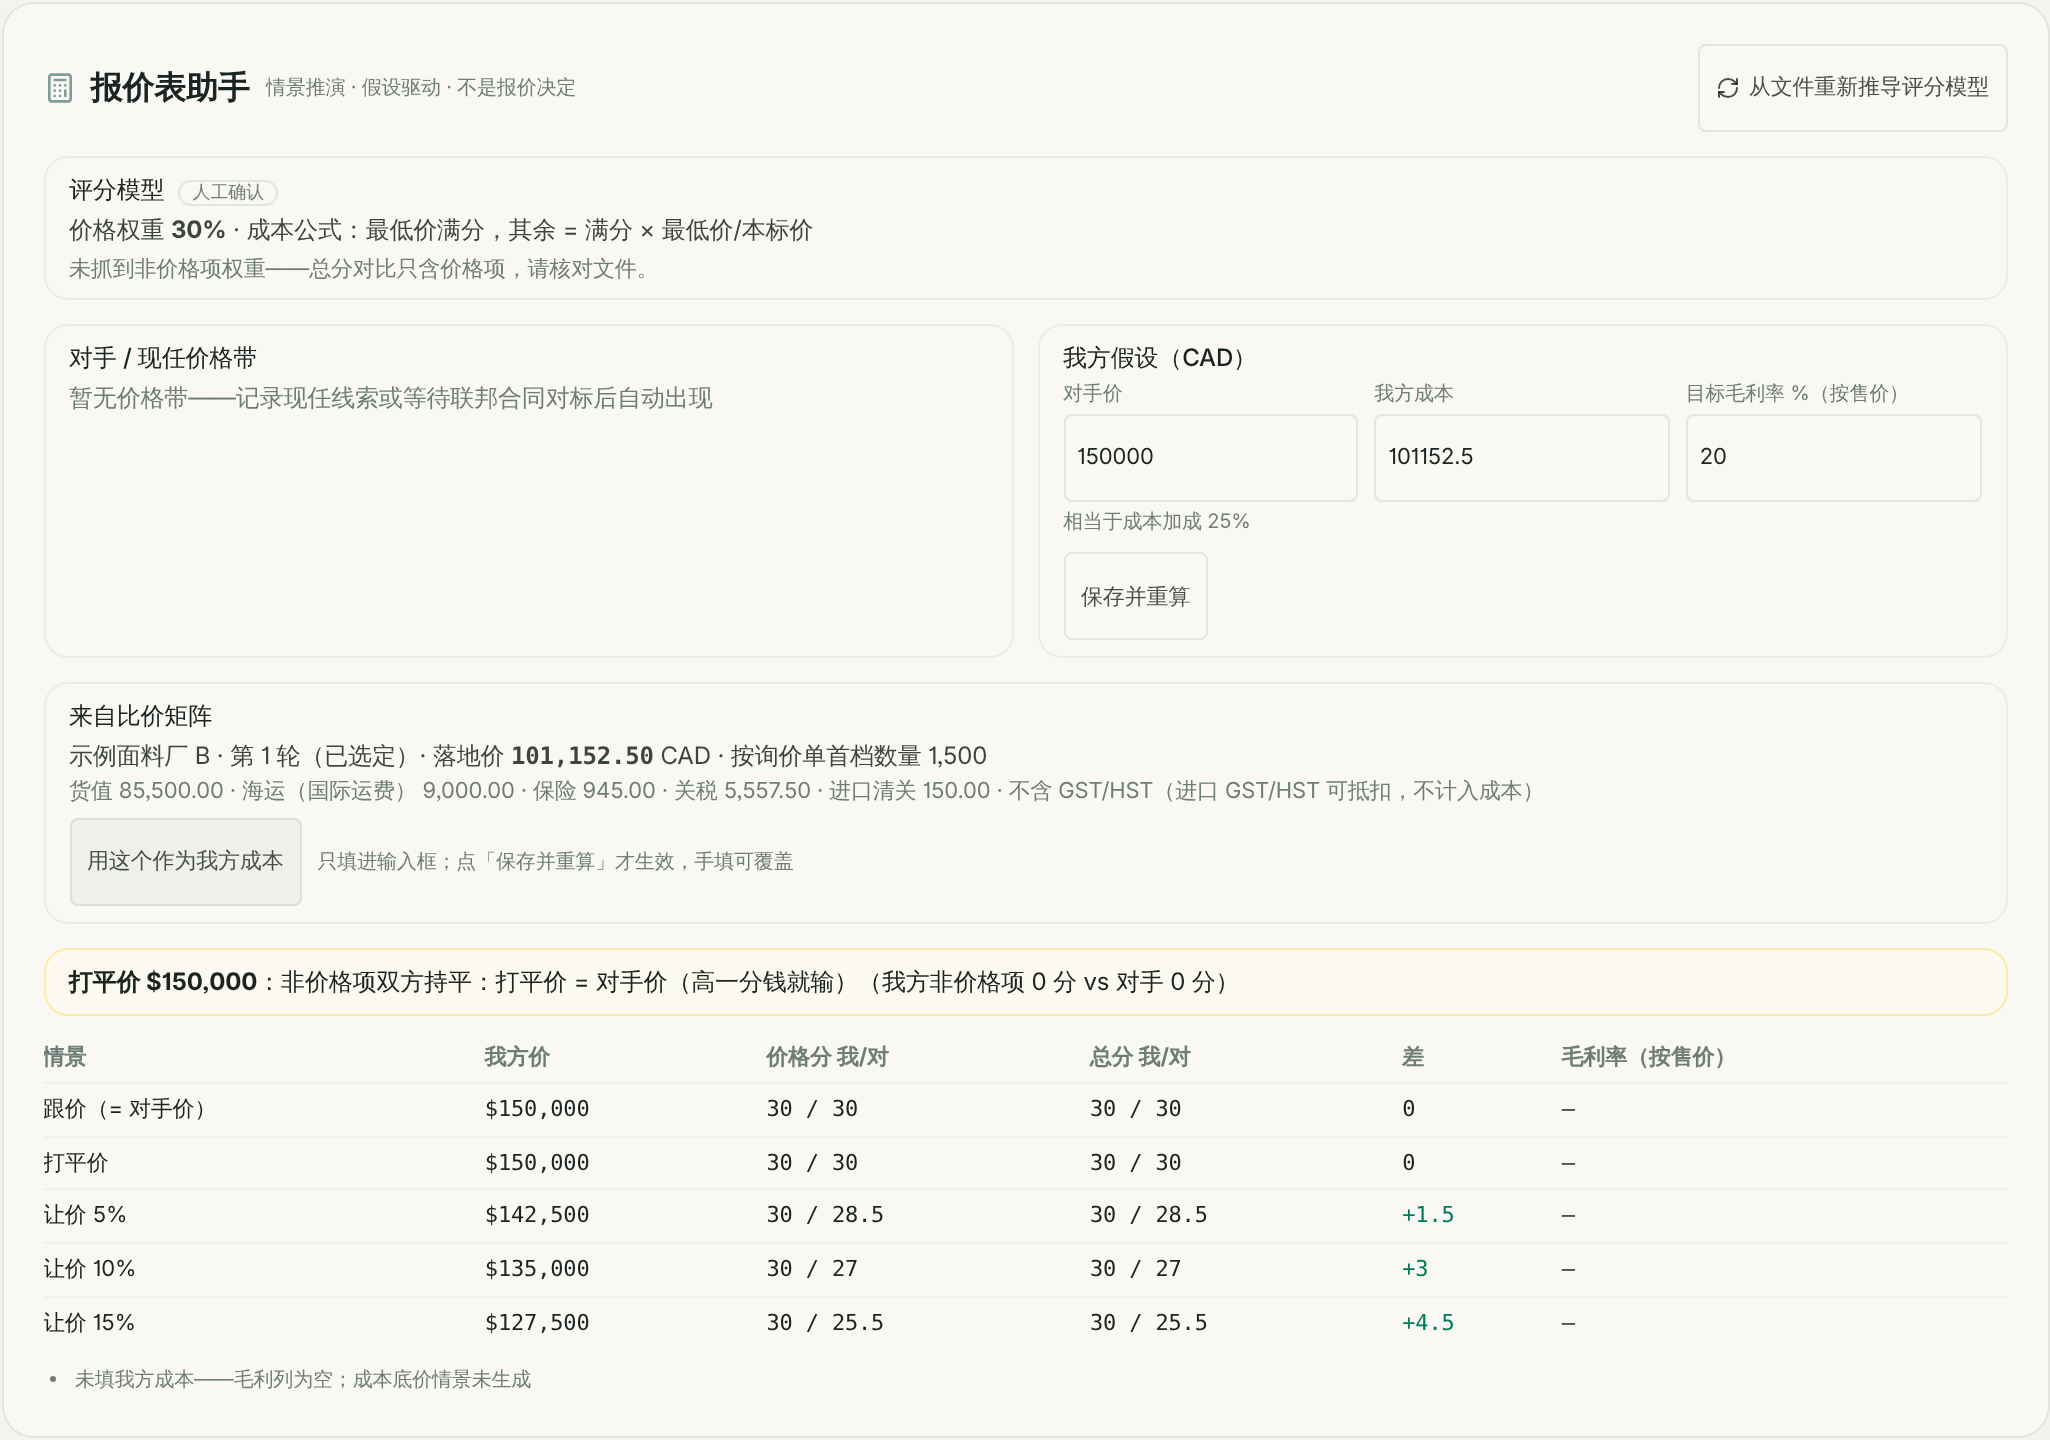 报价表助手 情景推演 · 假设驱动 · 不是报价决定
从文件重新推导评分模型
评分模型 人工确认
价格权重 30% · 成本公式：最低价满分，其余 = 满分 × 最低价/本标价
未抓到非价格项权重——总分对比只含价格项，请核对文件。
对手 / 现任价格带
暂无价格带——记录现任线索或等待联邦合同对标后自动出现
我方假设（CAD）
对手价 我方成本 目标毛利率 %（按售价）
150000 101152.5 20
相当于成本加成 25%
保存并重算
来自比价矩阵
示例面料厂 B · 第 1 轮（已选定）· 落地价 101,152.50 CAD · 按询价单首档数量 1,500
货值 85,500.00 · 海运（国际运费） 9,000.00 · 保险 945.00 · 关税 5,557.50 · 进口清关 150.00 · 不含 GST/HST（进口 GST/HST 可抵扣，不计入成本）
用这个作为我方成本 只填进输入框；点「保存并重算」才生效，手填可覆盖
打平价 $150,000：非价格项双方持平：打平价 = 对手价（高一分钱就输）（我方非价格项 0 分 vs 对手 0 分）
情景 我方价 价格分 我/对 总分 我/对 差 毛利率（按售价）
跟价（= 对手价） $150,000 30 / 30 30 / 30 0 —
打平价 $150,000 30 / 30 30 / 30 0 —
让价 5% $142,500 30 / 28.5 30 / 28.5 +1.5 —
让价 10% $135,000 30 / 27 30 / 27 +3 —
让价 15% $127,500 30 / 25.5 30 / 25.5 +4.5 —
• 未填我方成本——毛利列为空；成本底价情景未生成